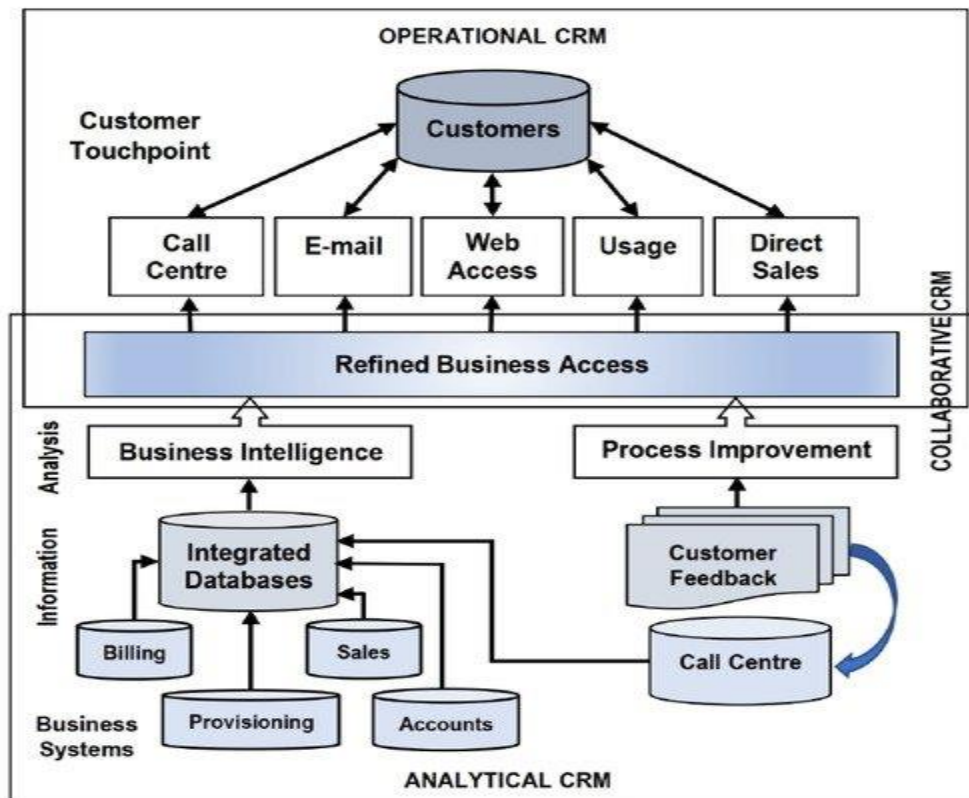 OPERATIONAL CRM
Customers
Customer
Touchpoint
Call
Centre
E-mail
Web
Access
Usage
Direct
Sales
COLLABORATIVE CRM
Refined Business Access
Analysis
Business Intelligence
Process Improvement
Information
Integrated
Databases
Customer
Feedback
Billing
Sales
Call Centre
Provisioning
Accounts
Business
Systems
ANALYTICAL CRM